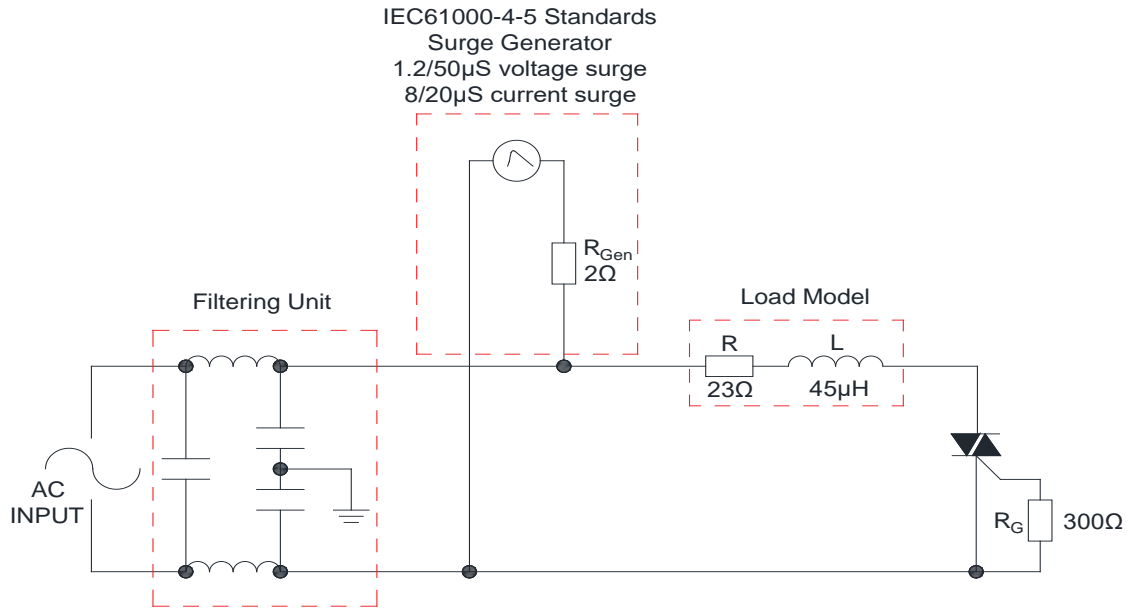 IEC61000-4-5 Standards
Surge Generator
1.2/50µS voltage surge
8/20µS current surge
RGen
2Ω
Filtering Unit
Load Model
R
L
23Ω
45µH
AC
INPUT
RG
300Ω